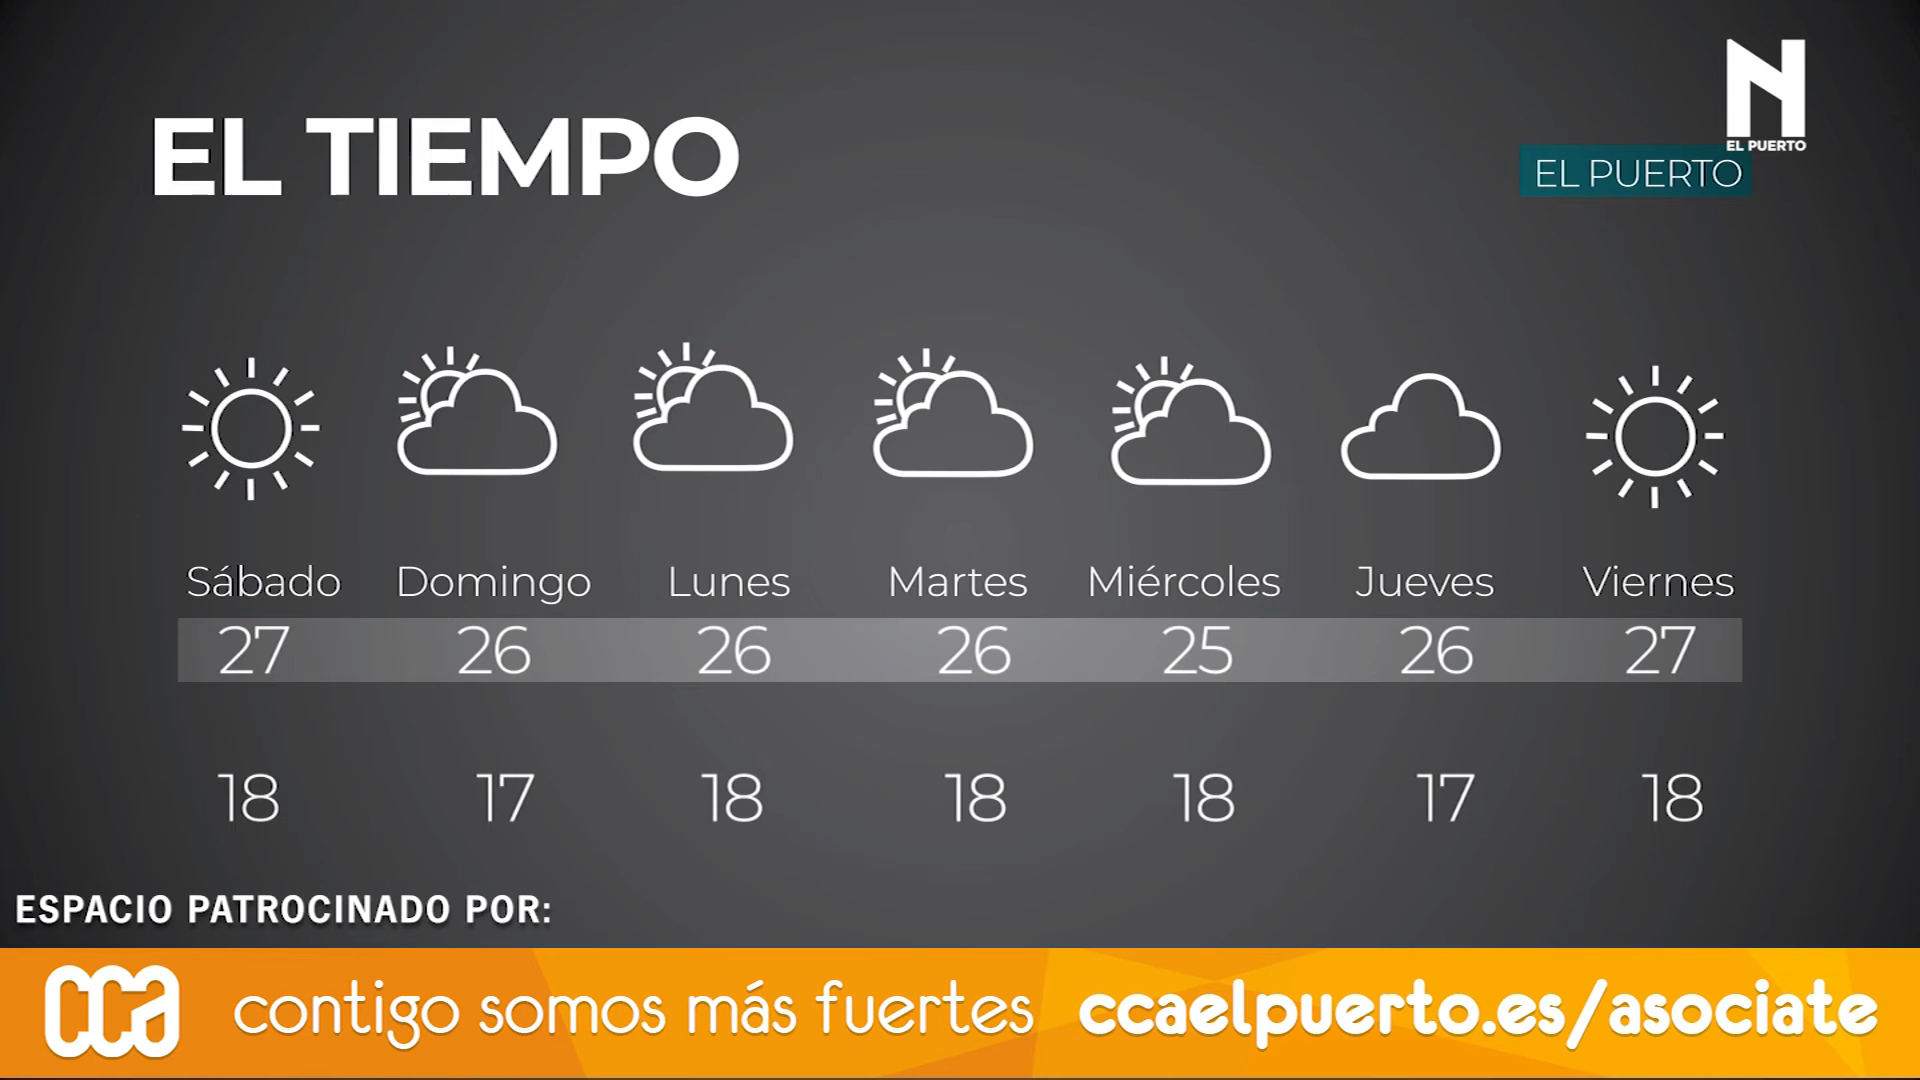 N
EL PUERTO
EL TIEMPO
EL PUERTO
Sábado Domingo Lunes Martes Miércoles Jueves Viernes
27 26 26 26 25 26 27
18 17 18 18 18 17 18
ESPACIO PATROCINADO POR:
cca contigo somos más fuertes ccaelpuerto.es/asociate